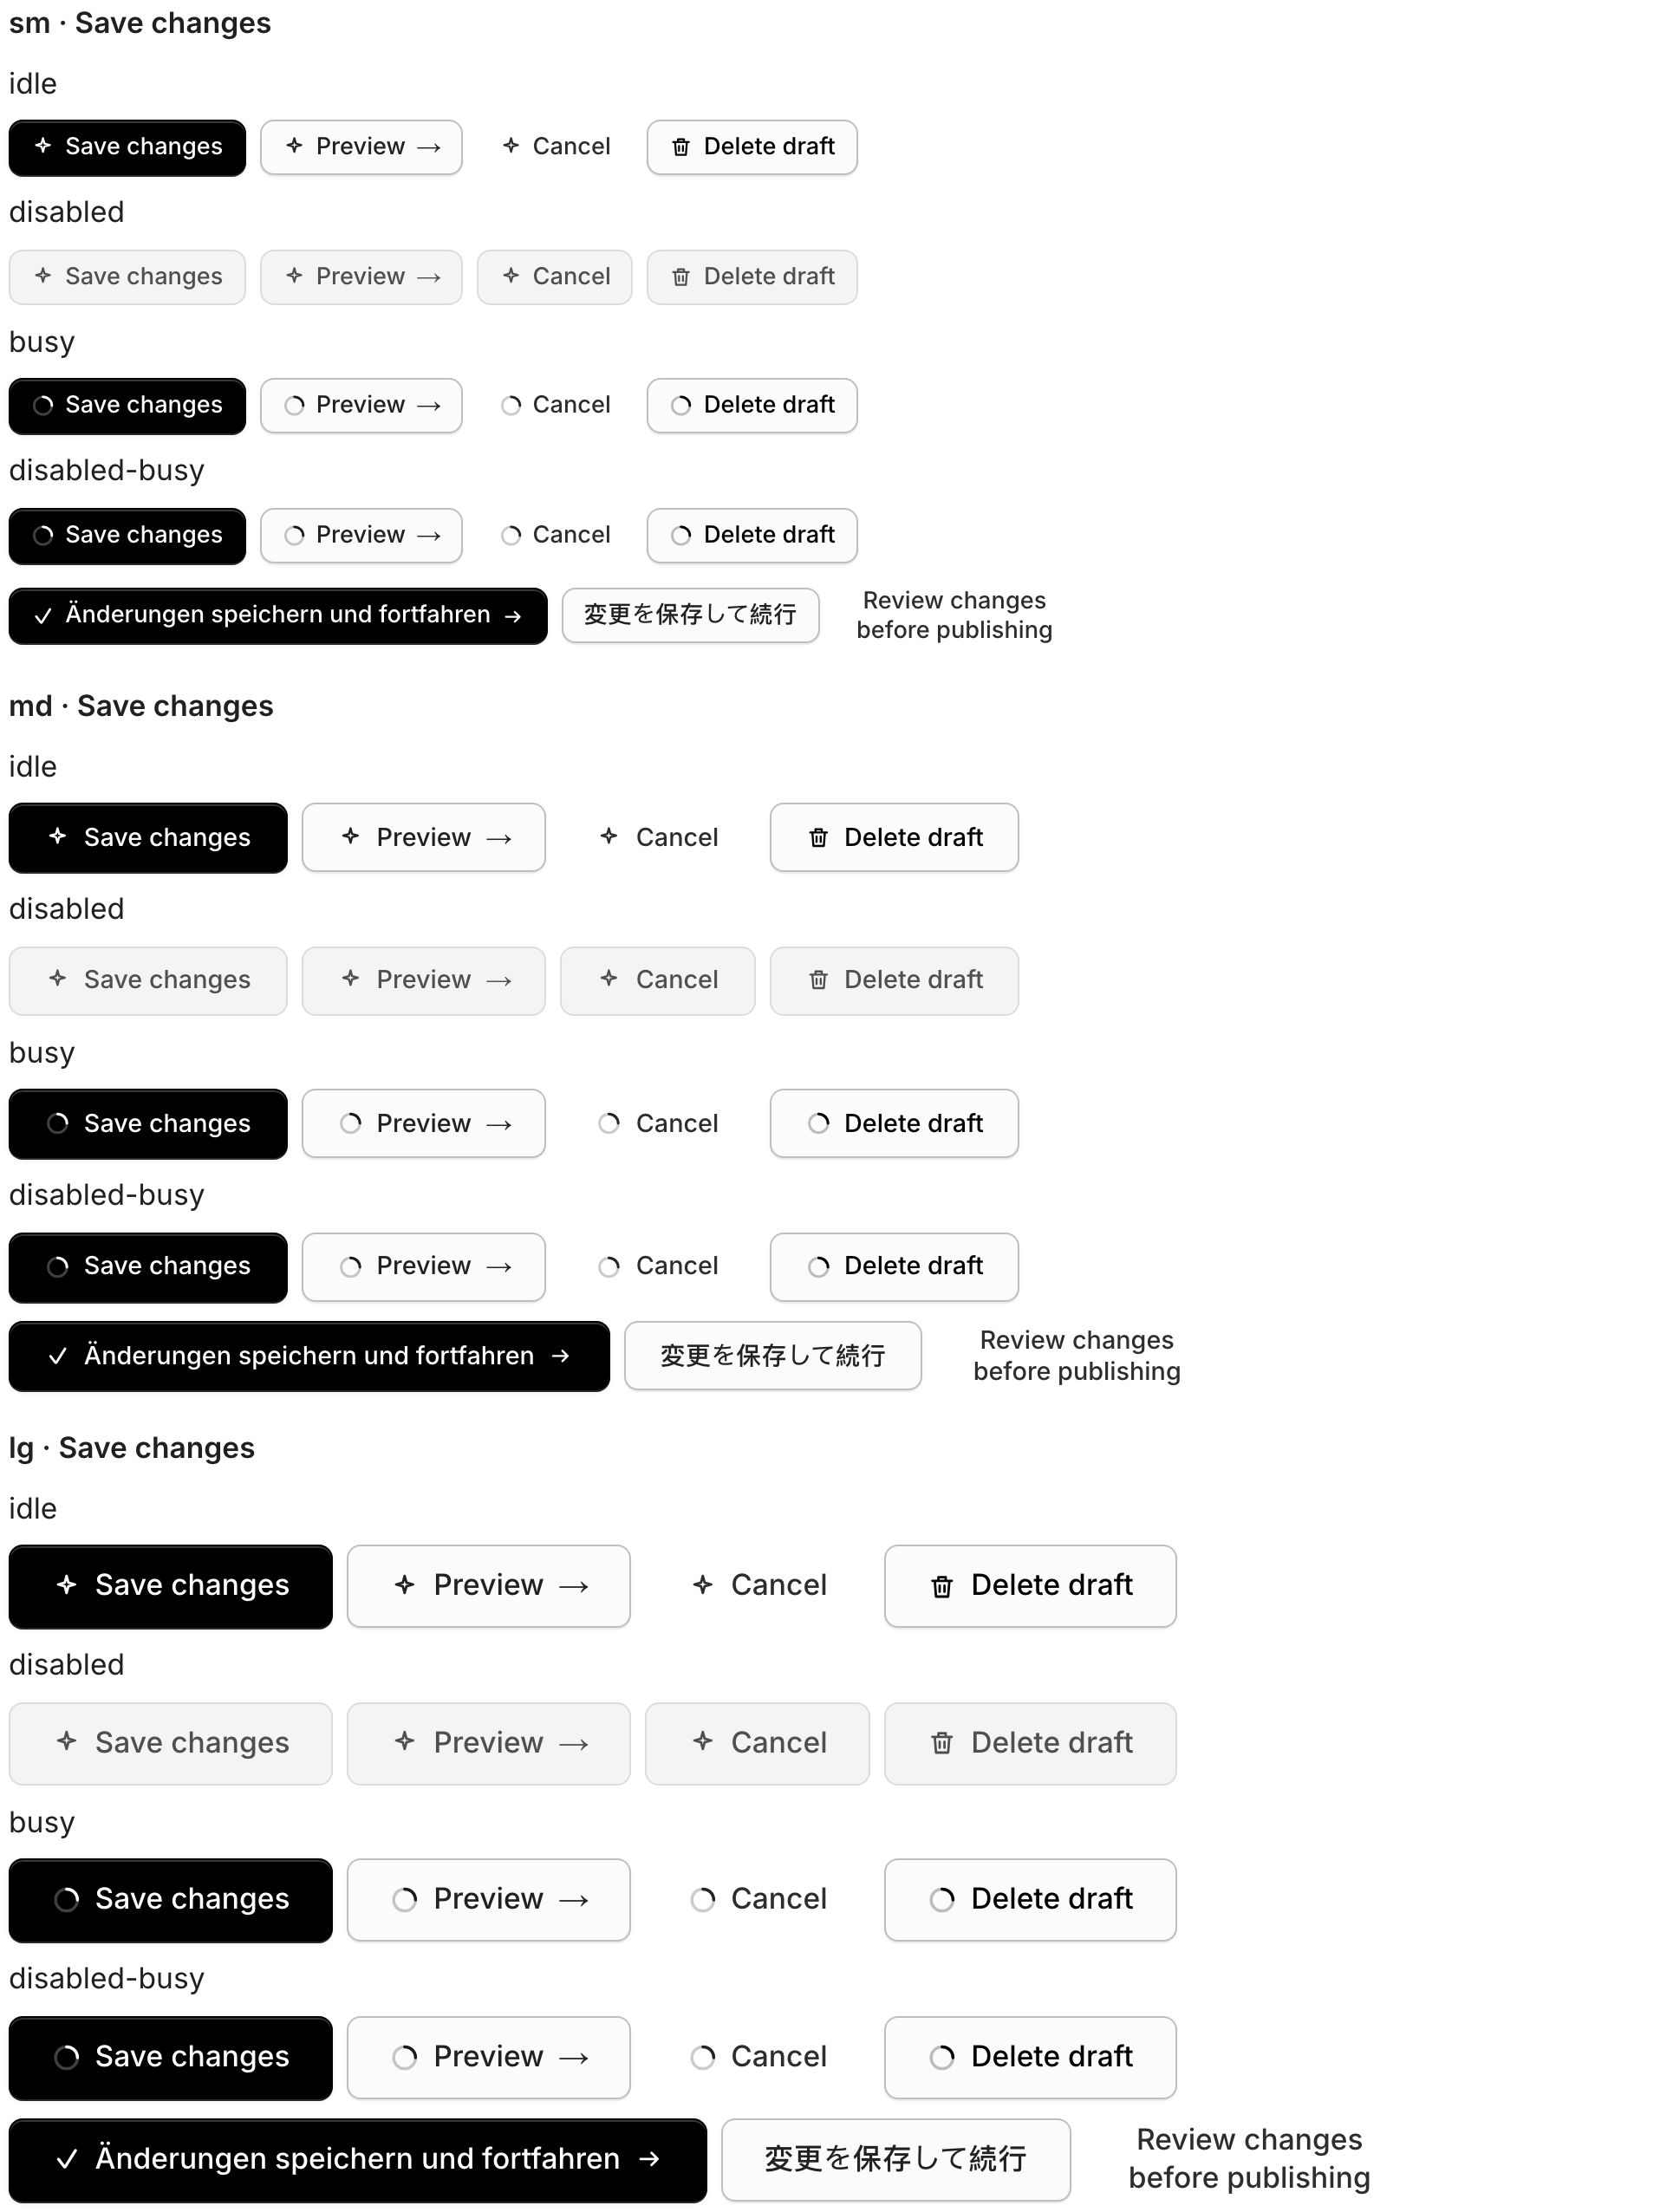 sm · Save changes
idle
Save changes Preview → Cancel Delete draft
disabled
Save changes Preview → Cancel Delete draft
busy
Save changes Preview → Cancel Delete draft
disabled-busy
Save changes Preview → Cancel Delete draft
✓ Änderungen speichern und fortfahren → 変更を保存して続行 Review changes
before publishing
md · Save changes
idle
Save changes Preview → Cancel Delete draft
disabled
Save changes Preview → Cancel Delete draft
busy
Save changes Preview → Cancel Delete draft
disabled-busy
Save changes Preview → Cancel Delete draft
✓ Änderungen speichern und fortfahren → 変更を保存して続行 Review changes
before publishing
lg · Save changes
idle
Save changes Preview → Cancel Delete draft
disabled
Save changes Preview → Cancel Delete draft
busy
Save changes Preview → Cancel Delete draft
disabled-busy
Save changes Preview → Cancel Delete draft
✓ Änderungen speichern und fortfahren → 変更を保存して続行 Review changes
before publishing